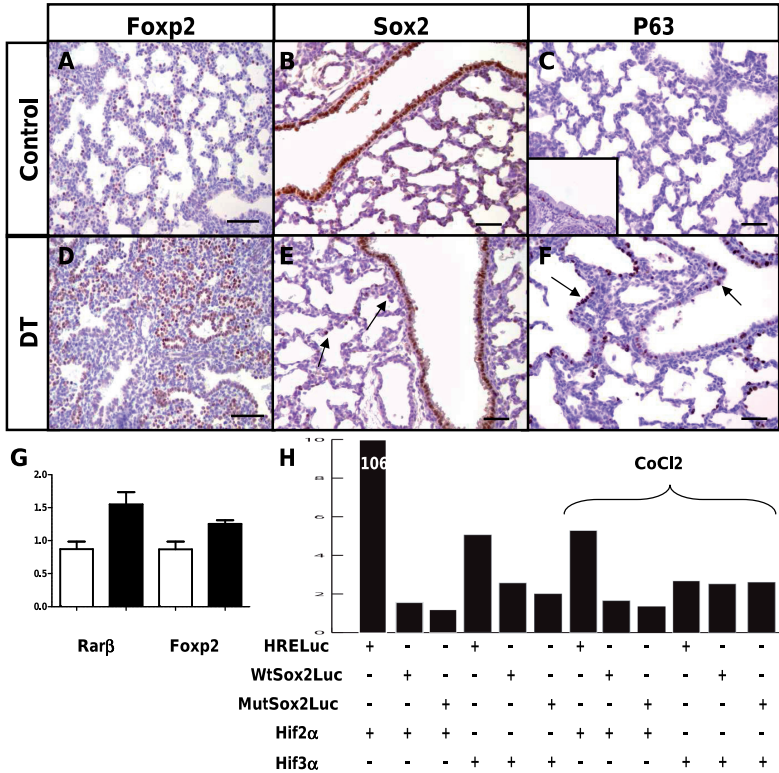 Foxp2 Sox2 P63
Control
A B C
DT
D E F
G
2.0
1.5
1.0
0.5
0.0
Rarβ Foxp2
H
10
8
6
4
2
0
106
CoCl2
HRELuc + - - + - - + - - + - -
WtSox2Luc - + - - + - - + - - + -
MutSox2Luc - - + - - + - - + - - +
Hif2α + + + - - - + + + - - -
Hif3α - - - + + + - - - + + +